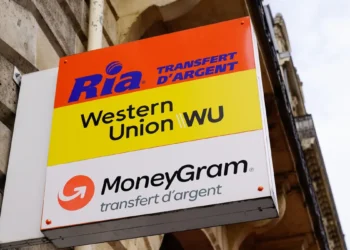 Ria TRANSFERT
D'ARGENT
Western
Union WU
MoneyGram
transfert d'argent